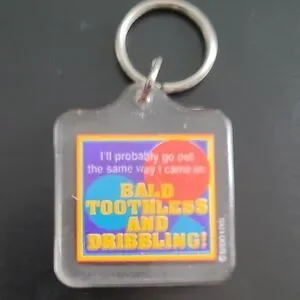 I'll probably go out
the same way I came in:
BALD
TOOTHLESS
AND
DRIBBLING!